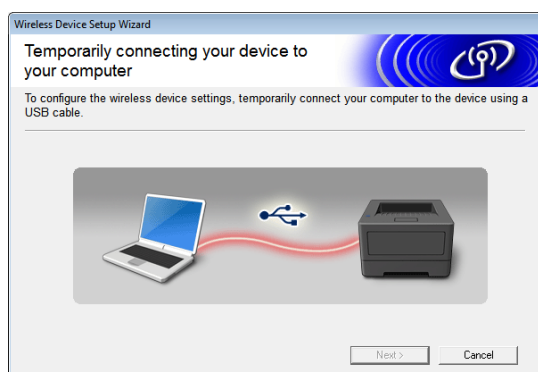 Wireless Device Setup Wizard
Temporarily connecting your device to
your computer
To configure the wireless device settings, temporarily connect your computer to the device using a
USB cable.
Next >
Cancel